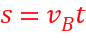 s = v_B t